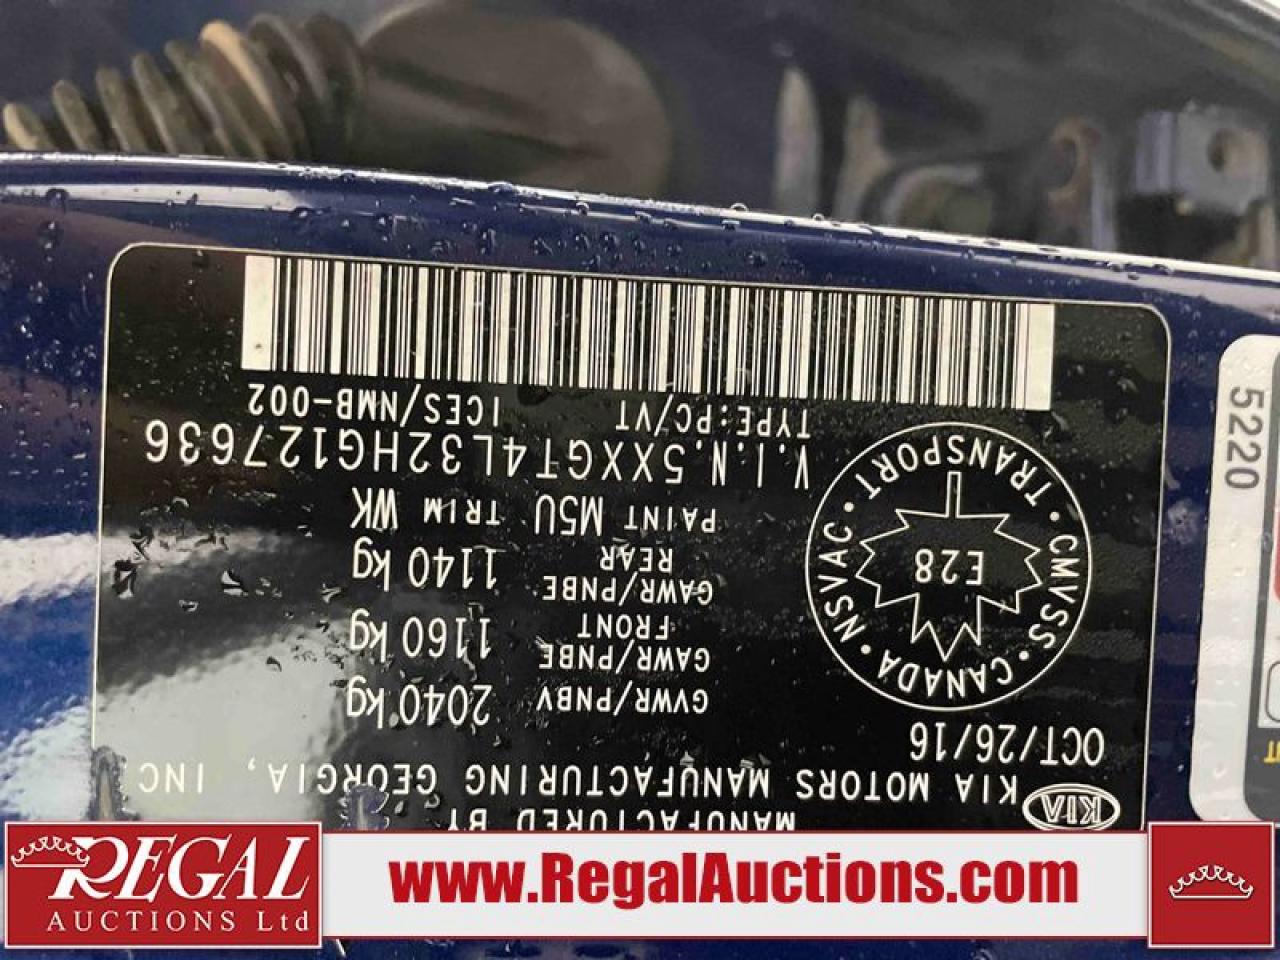 MANUFACTURED BY
KIA
KIA MOTORS MANUFACTURING GEORGIA, INC
OCT/26/16
GVWR/PNBV 2040 kg
GAWR/PNBE FRONT 1160 kg
GAWR/PNBE REAR 1140 kg
PAINT M5U TRIM WK
V.I.N.5XXGT4L32HG127636
TYPE:PC/VT ICES/NMB-002
CANADA • NSVAC • TRANSPORT • CMVSS •
E28
5220
REGAL
AUCTIONS Ltd
www.RegalAuctions.com